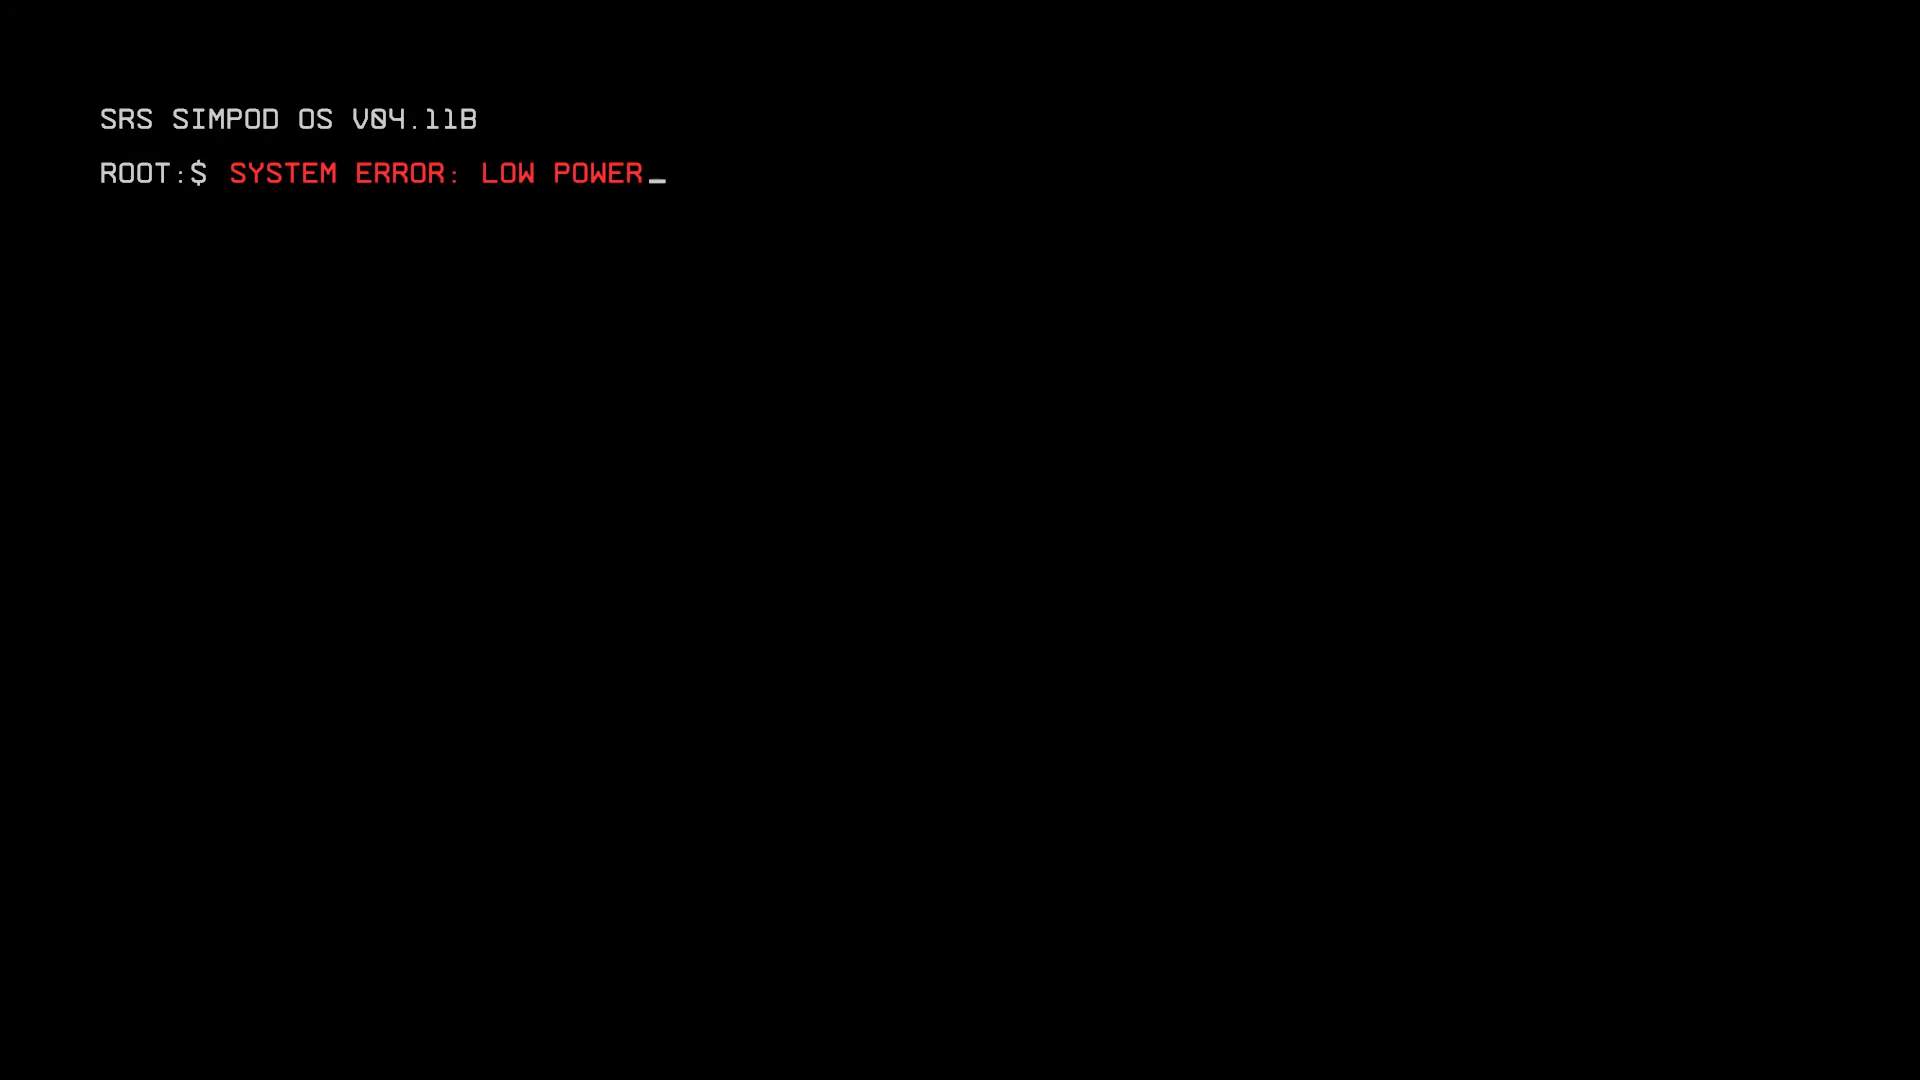 SRS SIMPOD OS V04.11B
ROOT:$ SYSTEM ERROR: LOW POWER_